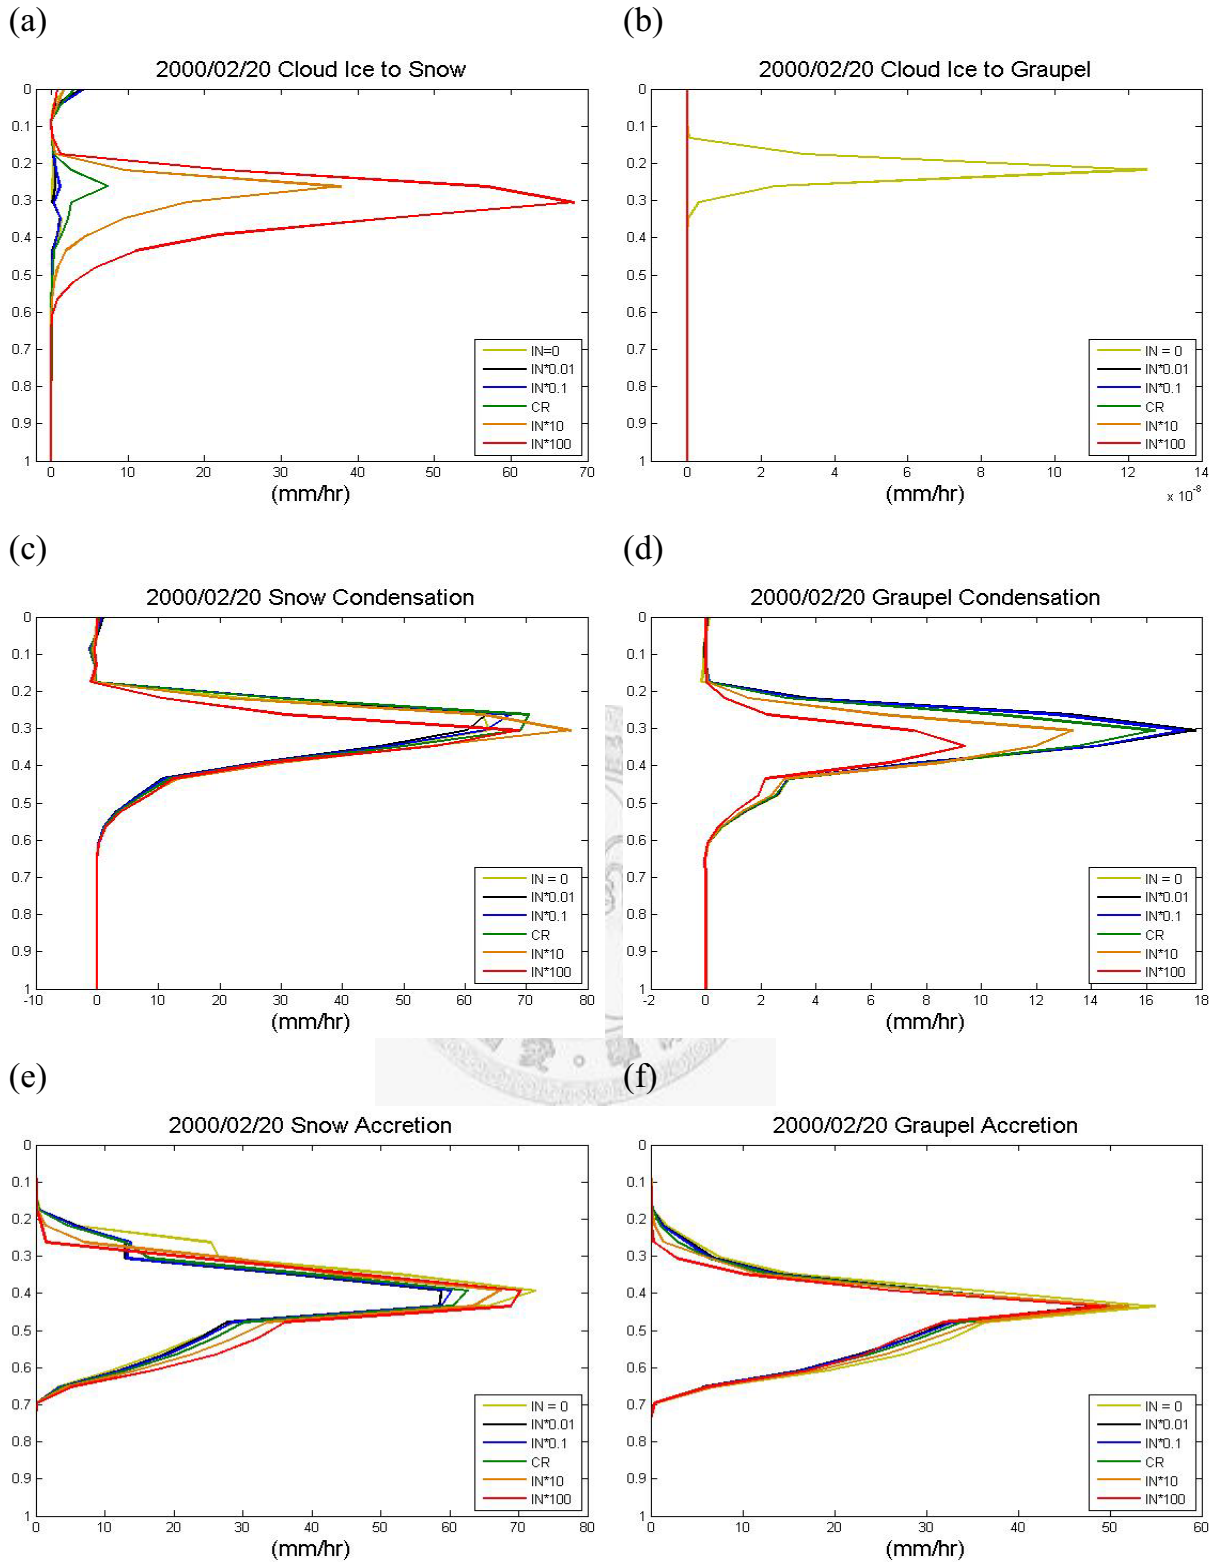 (a)
2000/02/20 Cloud Ice to Snow
0
0.1
0.2
0.3
0.4
0.5
0.6
0.7
0.8
0.9
1
IN=0
IN*0.01
IN*0.1
CR
IN*10
IN*100
0 10 20 30 40 50 60 70
(mm/hr)
(b)
2000/02/20 Cloud Ice to Graupel
0
0.1
0.2
0.3
0.4
0.5
0.6
0.7
0.8
0.9
1
IN = 0
IN*0.01
IN*0.1
CR
IN*10
IN*100
0 2 4 6 8 10 12 14
x 10-8
(mm/hr)
(c)
2000/02/20 Snow Condensation
0
0.1
0.2
0.3
0.4
0.5
0.6
0.7
0.8
0.9
1
IN = 0
IN*0.01
IN*0.1
CR
IN*10
IN*100
-10 0 10 20 30 40 50 60 70 80
(mm/hr)
(d)
2000/02/20 Graupel Condensation
0
0.1
0.2
0.3
0.4
0.5
0.6
0.7
0.8
0.9
1
IN = 0
IN*0.01
IN*0.1
CR
IN*10
IN*100
-2 0 2 4 6 8 10 12 14 16 18
(mm/hr)
(e)
2000/02/20 Snow Accretion
0
0.1
0.2
0.3
0.4
0.5
0.6
0.7
0.8
0.9
1
IN = 0
IN*0.01
IN*0.1
CR
IN*10
IN*100
0 10 20 30 40 50 60 70 80
(mm/hr)
(f)
2000/02/20 Graupel Accretion
0
0.1
0.2
0.3
0.4
0.5
0.6
0.7
0.8
0.9
1
IN = 0
IN*0.01
IN*0.1
CR
IN*10
IN*100
0 10 20 30 40 50 60
(mm/hr)